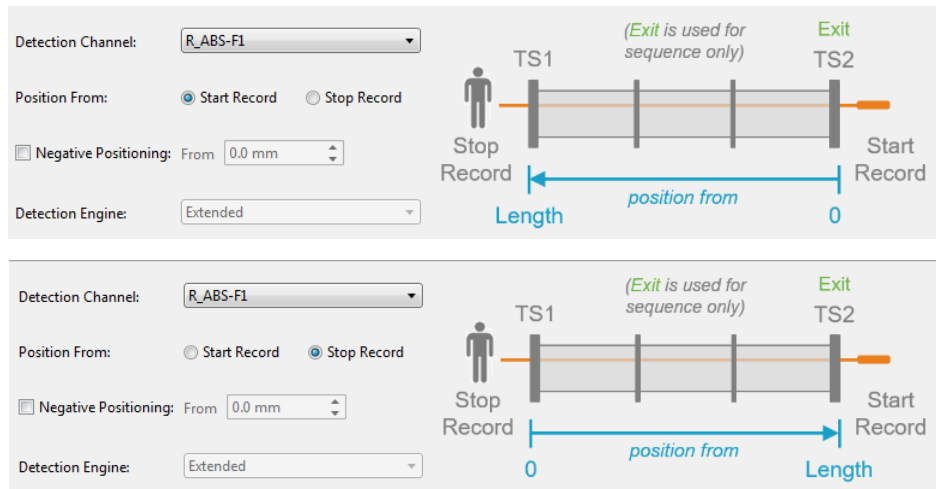 Detection Channel: R_ABS-F1
Position From: Start Record Stop Record
Negative Positioning: From 0.0 mm
Detection Engine: Extended
(Exit is used for
sequence only)
Exit
TS1
TS2
Stop
Record
Start
Record
position from
Length
0
Detection Channel: R_ABS-F1
Position From: Start Record Stop Record
Negative Positioning: From 0.0 mm
Detection Engine: Extended
(Exit is used for
sequence only)
Exit
TS1
TS2
Stop
Record
Start
Record
position from
0
Length